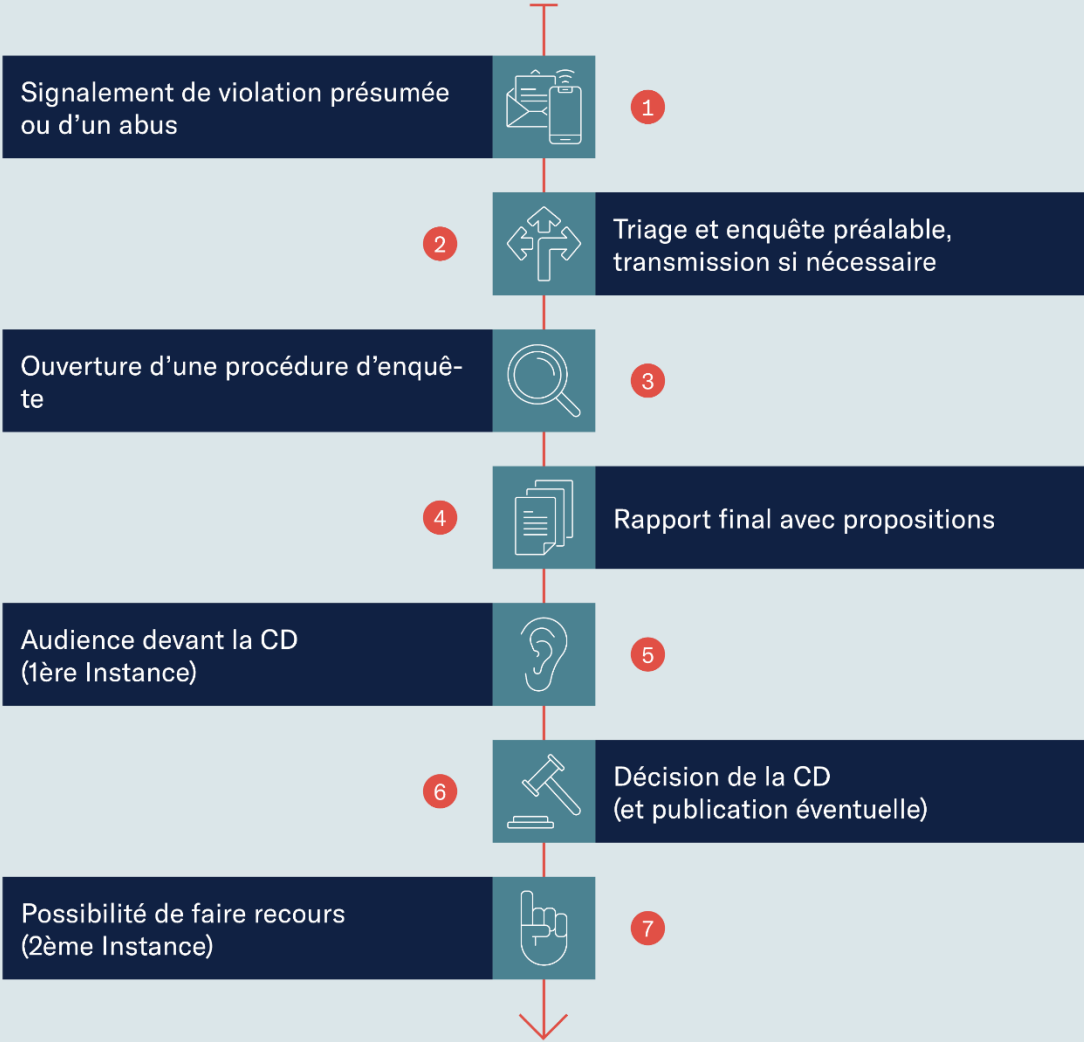 Signalement de violation présumée
ou d’un abus
1
2
Triage et enquête préalable,
transmission si nécessaire
Ouverture d’une procédure d’enquê-
te
3
4
Rapport final avec propositions
Audience devant la CD
(1ère Instance)
5
6
Décision de la CD
(et publication éventuelle)
Possibilité de faire recours
(2ème Instance)
7